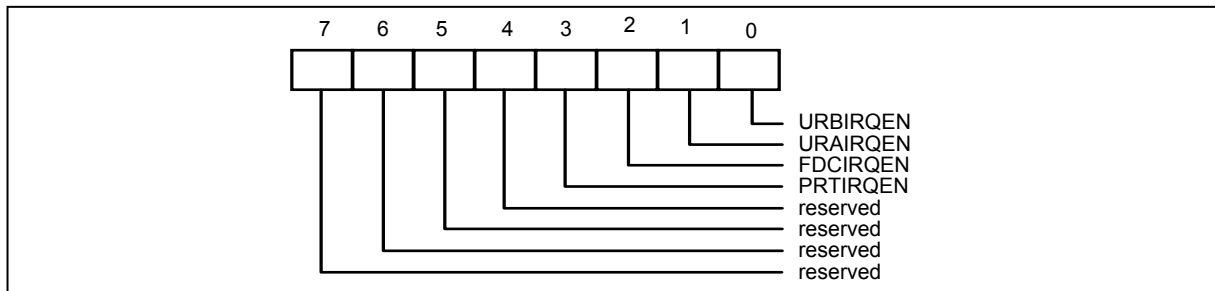 7 6 5 4 3 2 1 0
URBIRQEN
URAIRQEN
FDCIRQEN
PRTIRQEN
reserved
reserved
reserved
reserved